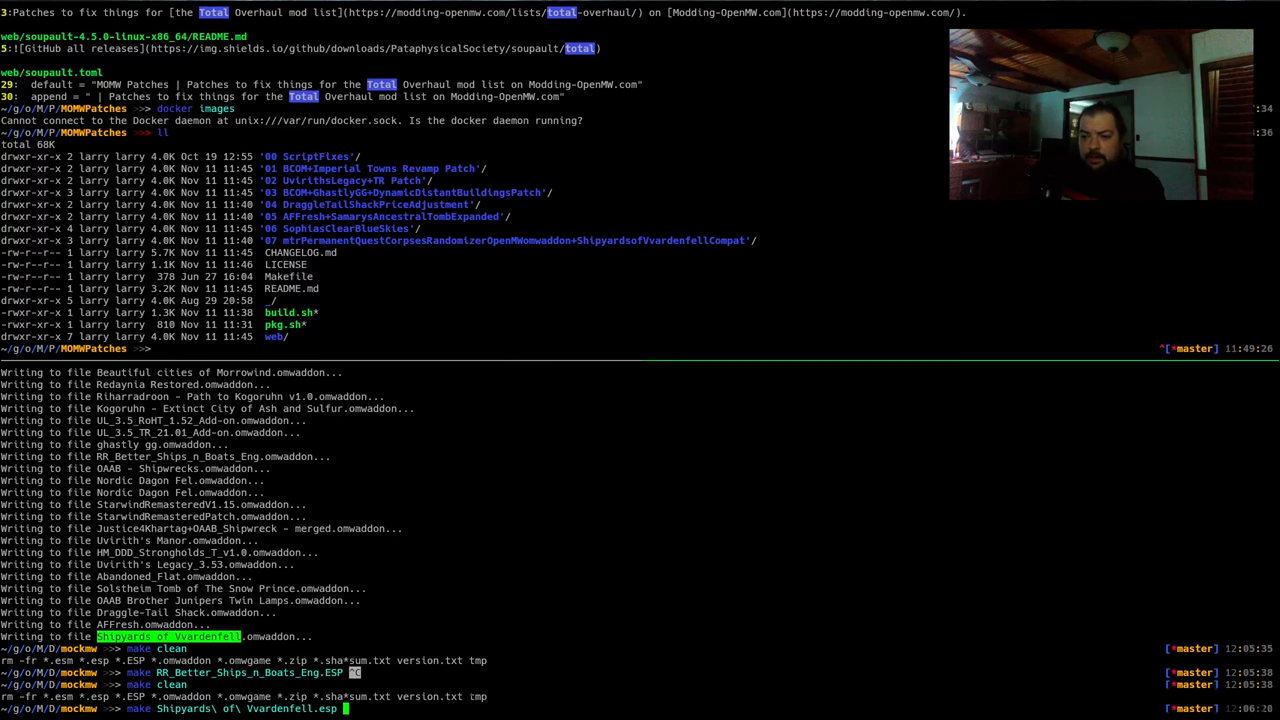 3:Patches to fix things for [the Total Overhaul mod list](https://modding-openmw.com/lists/total-overhaul/) on [Modding-OpenMW.com](https://modding-openmw.com/).
web/soupault-4.5.0-linux-x86_64/README.md
5:![GitHub all releases](https://img.shields.io/github/downloads/PataphysicalSociety/soupault/total)
web/soupault.toml
29:  default = "MOMW Patches | Patches to fix things for the Total Overhaul mod list on Modding-OpenMW.com"
30:  append = " | Patches to fix things for the Total Overhaul mod list on Modding-OpenMW.com"
~/g/o/M/P/MOMWPatches >>> docker images
:34
Cannot connect to the Docker daemon at unix:///var/run/docker.sock. Is the docker daemon running?
~/g/o/M/P/MOMWPatches >>> ll
:36
total 68K
drwxr-xr-x 2 larry larry 4.0K Oct 19 12:55 '00 ScriptFixes'/
drwxr-xr-x 2 larry larry 4.0K Nov 11 11:45 '01 BCOM+Imperial Towns Revamp Patch'/
drwxr-xr-x 2 larry larry 4.0K Nov 11 11:45 '02 UvirithsLegacy+TR Patch'/
drwxr-xr-x 3 larry larry 4.0K Nov 11 11:45 '03 BCOM+GhastlyGG+DynamicDistantBuildingsPatch'/
drwxr-xr-x 2 larry larry 4.0K Nov 11 11:40 '04 DraggleTailShackPriceAdjustment'/
drwxr-xr-x 2 larry larry 4.0K Nov 11 11:40 '05 AFFresh+SamarysAncestralTombExpanded'/
drwxr-xr-x 4 larry larry 4.0K Nov 11 11:45 '06 SophiasClearBlueSkies'/
drwxr-xr-x 3 larry larry 4.0K Nov 11 11:40 '07 mtrPermanentQuestCorpsesRandomizerOpenMWomwaddon+ShipyardsofVvardenfellCompat'/
-rw-r--r-- 1 larry larry 5.7K Nov 11 11:45 CHANGELOG.md
-rw-r--r-- 1 larry larry 1.1K Nov 11 11:46 LICENSE
-rw-r--r-- 1 larry larry  378 Jun 27 16:04 Makefile
-rw-r--r-- 1 larry larry 3.2K Nov 11 11:45 README.md
drwxr-xr-x 5 larry larry 4.0K Aug 29 20:58 _/
-rwxr-xr-x 1 larry larry 1.3K Nov 11 11:38 build.sh*
-rwxr-xr-x 1 larry larry  810 Nov 11 11:31 pkg.sh*
drwxr-xr-x 7 larry larry 4.0K Nov 11 11:45 web/
~/g/o/M/P/MOMWPatches >>> ^[*master] 11:49:26
Writing to file Beautiful cities of Morrowind.omwaddon...
Writing to file Redaynia Restored.omwaddon...
Writing to file Riharradroon - Path to Kogoruhn v1.0.omwaddon...
Writing to file Kogoruhn - Extinct City of Ash and Sulfur.omwaddon...
Writing to file UL_3.5_RoHT_1.52_Add-on.omwaddon...
Writing to file UL_3.5_TR_21.01_Add-on.omwaddon...
Writing to file ghastly gg.omwaddon...
Writing to file RR_Better_Ships_n_Boats_Eng.omwaddon...
Writing to file OAAB - Shipwrecks.omwaddon...
Writing to file Nordic Dagon Fel.omwaddon...
Writing to file Nordic Dagon Fel.omwaddon...
Writing to file StarwindRemasteredV1.15.omwaddon...
Writing to file StarwindRemasteredPatch.omwaddon...
Writing to file Justice4Khartag+OAAB_Shipwreck - merged.omwaddon...
Writing to file Uvirith's Manor.omwaddon...
Writing to file HM_DDD_Strongholds_T_v1.0.omwaddon...
Writing to file Uvirith's Legacy_3.53.omwaddon...
Writing to file Abandoned_Flat.omwaddon...
Writing to file Solstheim Tomb of The Snow Prince.omwaddon...
Writing to file OAAB Brother Junipers Twin Lamps.omwaddon...
Writing to file Draggle-Tail Shack.omwaddon...
Writing to file AFFresh.omwaddon...
Writing to file Shipyards of Vvardenfell.omwaddon...
~/g/o/M/D/mockmw >>> make clean [*master] 12:05:35
rm -fr *.esm *.esp *.ESP *.omwaddon *.omwgame *.zip *.sha*sum.txt version.txt tmp
~/g/o/M/D/mockmw >>> make RR_Better_Ships_n_Boats_Eng.ESP ^C [*master] 12:05:38
~/g/o/M/D/mockmw >>> make clean [*master] 12:05:38
rm -fr *.esm *.esp *.ESP *.omwaddon *.omwgame *.zip *.sha*sum.txt version.txt tmp
~/g/o/M/D/mockmw >>> make Shipyards\ of\ Vvardenfell.esp [*master] 12:06:20